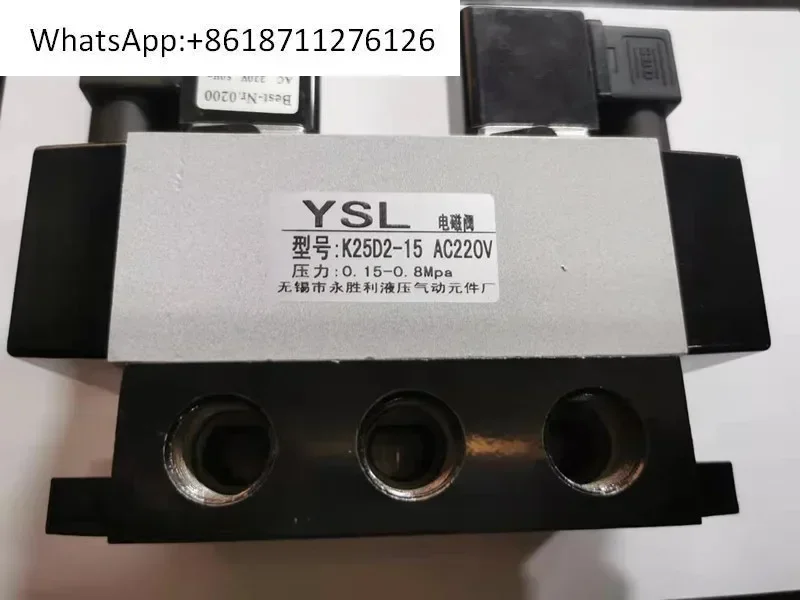 WhatsApp:+8618711276126
Best-Nr.0200
AC 220V 50Hz
YSL 电磁阀
型号:K25D2-15 AC220V
压力:0.15-0.8Mpa
无锡市永胜利液压气动元件厂